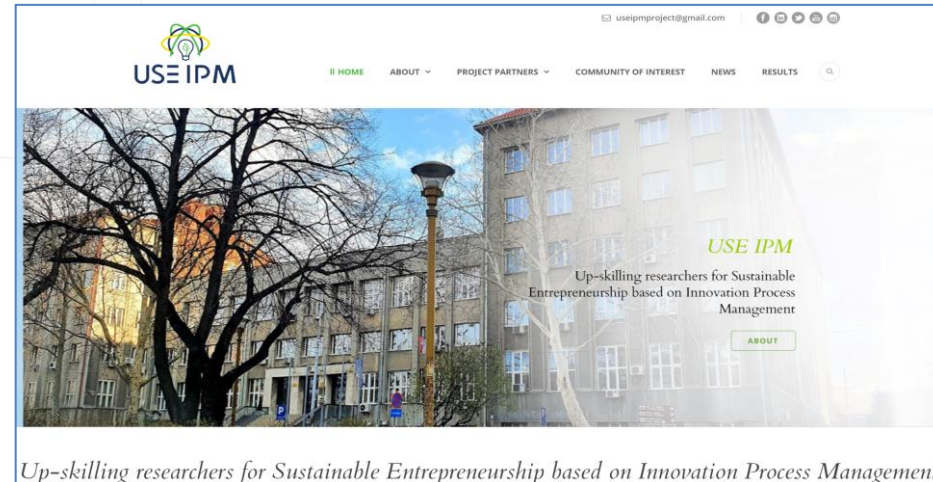 useipmproject@gmail.com
USE IPM
HOME ABOUT PROJECT PARTNERS COMMUNITY OF INTEREST NEWS RESULTS
USE IPM
Up-skilling researchers for Sustainable
Entrepreneurship based on Innovation Process
Management
ABOUT
P
Up-skilling researchers for Sustainable Entrepreneurship based on Innovation Process Management